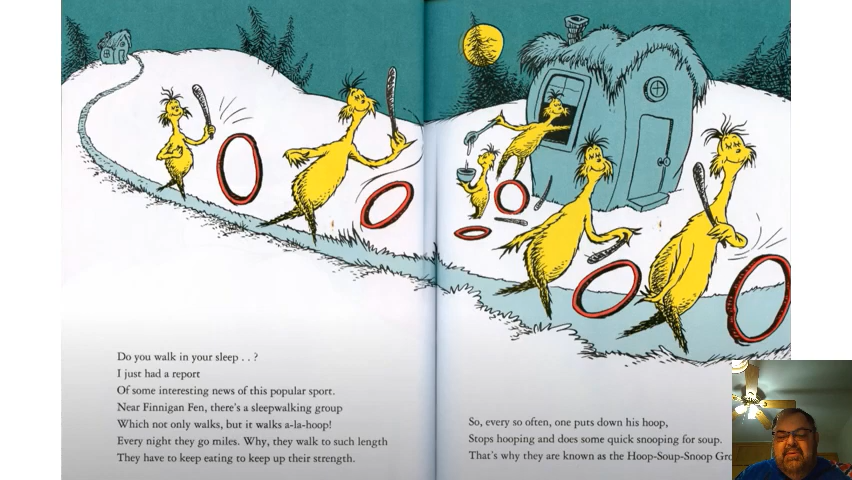 Do you walk in your sleep . . ?
I just had a report
Of some interesting news of this popular sport.
Near Finnigan Fen, there's a sleepwalking group
Which not only walks, but it walks a-la-hoop!
Every night they go miles. Why, they walk to such length
They have to keep eating to keep up their strength.
So, every so often, one puts down his hoop,
Stops hooping and does some quick snooping for soup.
That's why they are known as the Hoop-Soup-Snoop